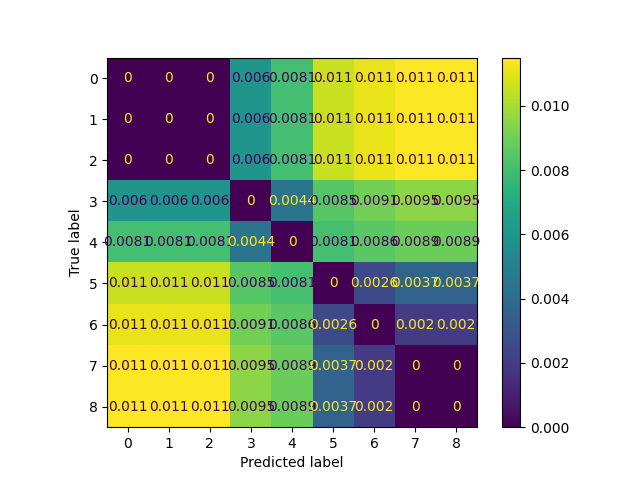 0 0 0 0 0.006 0.0081 0.011 0.011 0.011 0.011
1 0 0 0 0.006 0.0081 0.011 0.011 0.011 0.011
2 0 0 0 0.006 0.0081 0.011 0.011 0.011 0.011
3 0.006 0.006 0.006 0 0.0044 0.0085 0.0091 0.0095 0.0095
4 0.0081 0.0081 0.0081 0.0044 0 0.0081 0.0086 0.0089 0.0089
5 0.011 0.011 0.011 0.0085 0.0081 0 0.0026 0.0037 0.0037
6 0.011 0.011 0.011 0.0091 0.0086 0.0026 0 0.002 0.002
7 0.011 0.011 0.011 0.0095 0.0089 0.0037 0.002 0 0
8 0.011 0.011 0.011 0.0095 0.0089 0.0037 0.002 0 0
0 1 2 3 4 5 6 7 8
Predicted label
True label
0.010
0.008
0.006
0.004
0.002
0.000